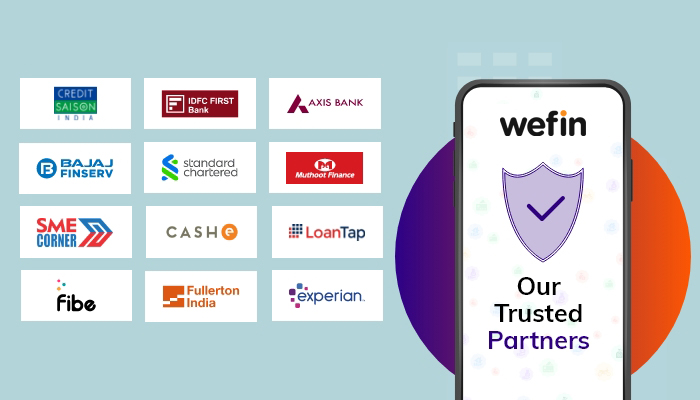 CREDIT
SAISON
INDIA
IDFC FIRST
Bank
AXIS BANK
BAJAJ
FINSERV
standard
chartered
Muthoot Finance
SME
CORNER
CASHe
LoanTap
fibe
Fullerton
India
experian.
wefin
Our
Trusted
Partners